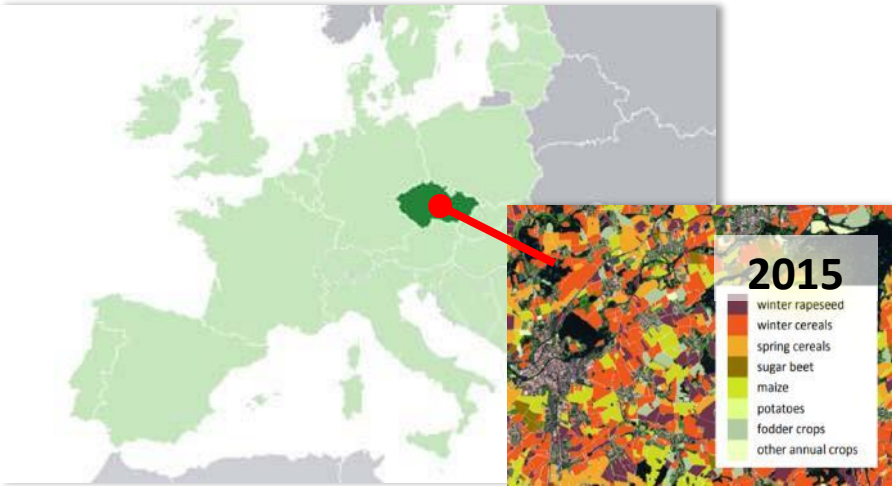 2015
winter rapeseed
winter cereals
spring cereals
sugar beet
maize
potatoes
fodder crops
other annual crops